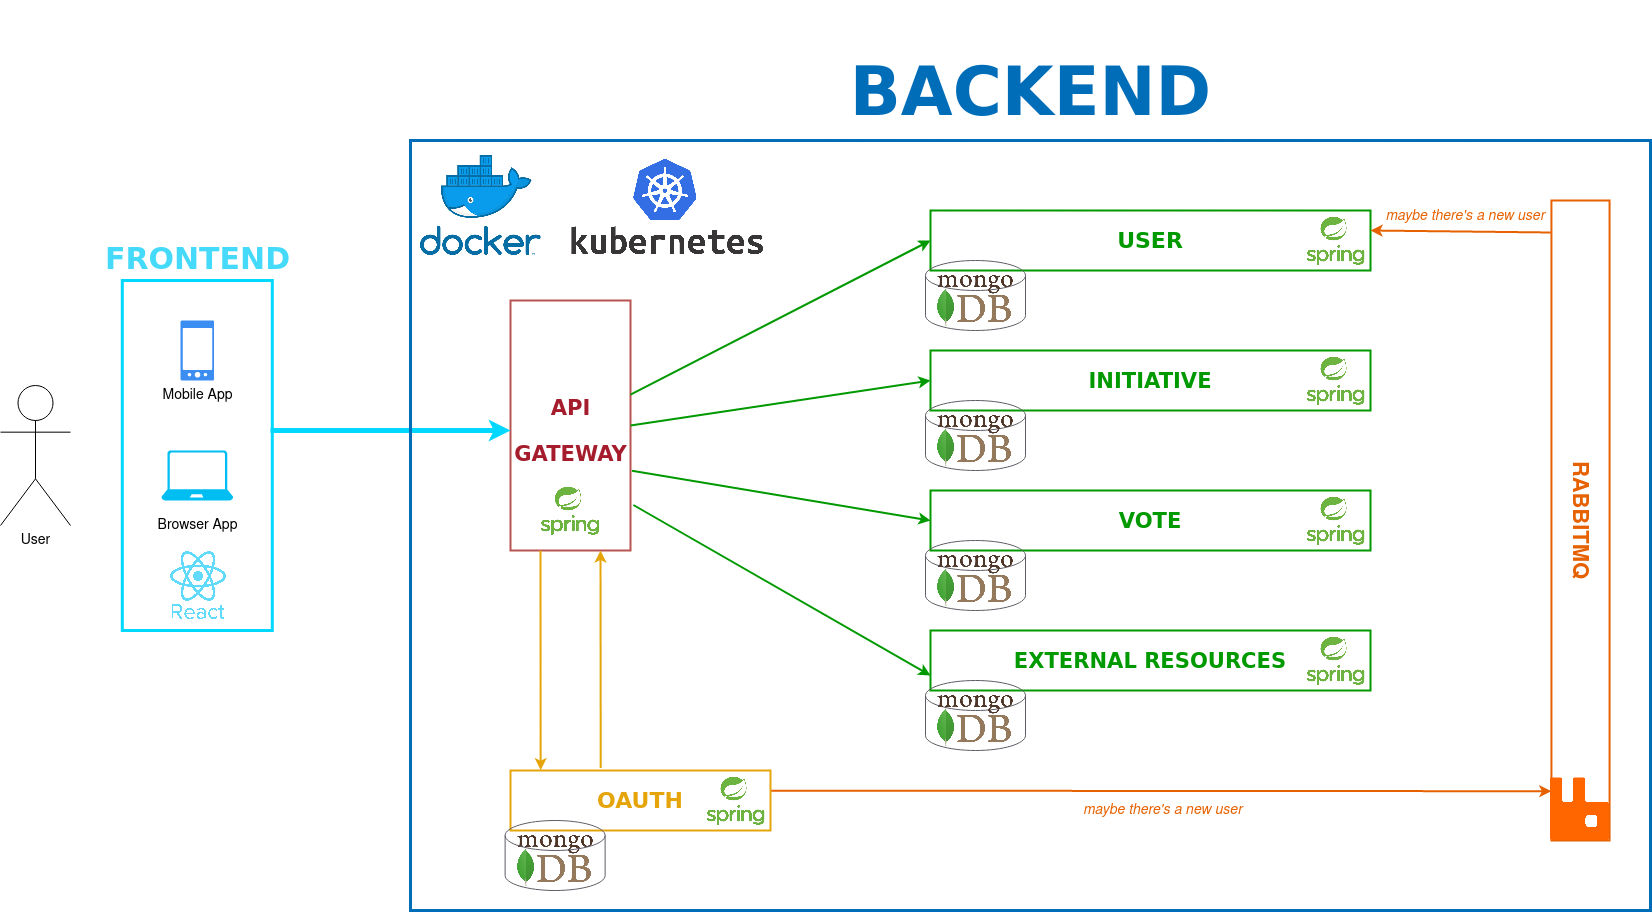 BACKEND
docker
kubernetes
FRONTEND
Mobile App
Browser App
React
User
API
GATEWAY
spring
USER
spring
mongo
DB
maybe there's a new user
INITIATIVE
spring
mongo
DB
VOTE
spring
mongo
DB
EXTERNAL RESOURCES
spring
mongo
DB
RABBITMQ
OAUTH
spring
mongo
DB
maybe there's a new user